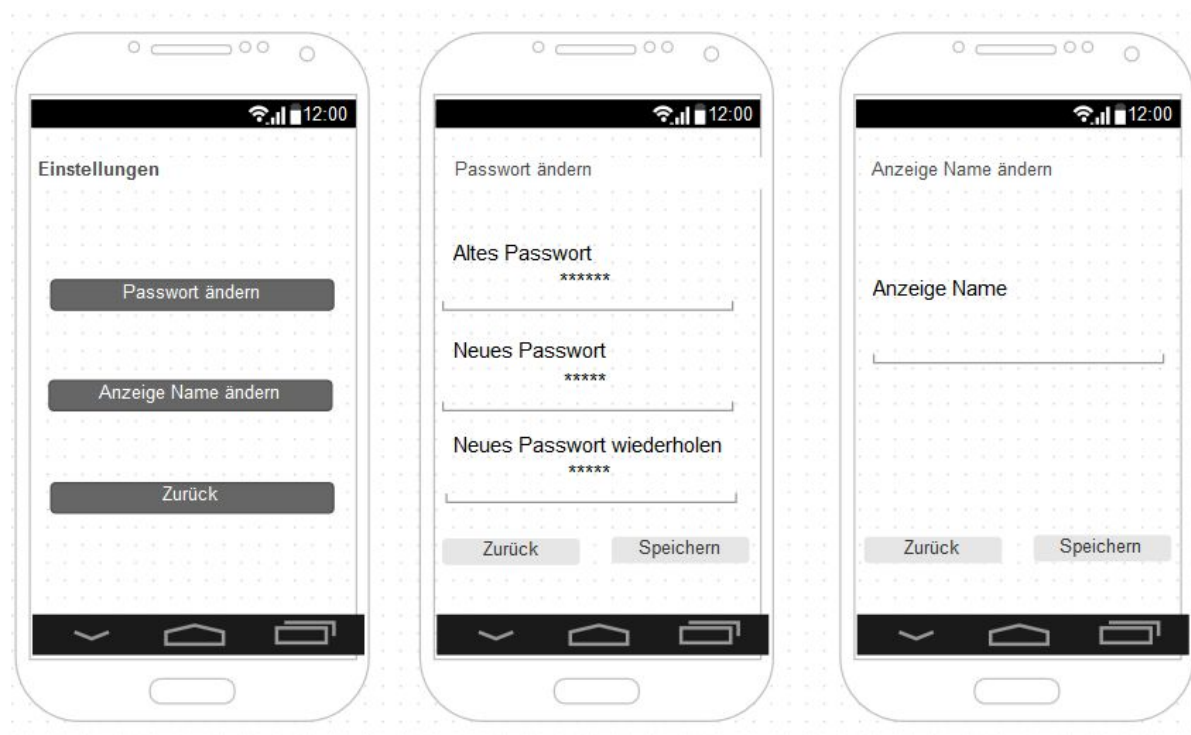 12:00
Einstellungen
Passwort ändern
Anzeige Name ändern
Zurück
12:00
Passwort ändern
Altes Passwort
******
Neues Passwort
*****
Neues Passwort wiederholen
*****
Zurück Speichern
12:00
Anzeige Name ändern
Anzeige Name
Zurück Speichern